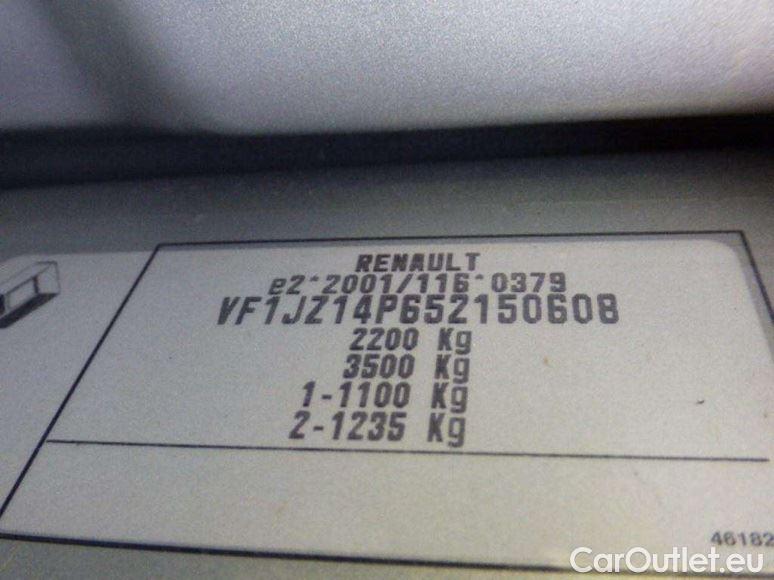 RENAULT
e2*2001/116*0379
VF1JZ14P652150608
2200 Kg
3500 Kg
1-1100 Kg
2-1235 Kg
46182
CarOutlet.eu